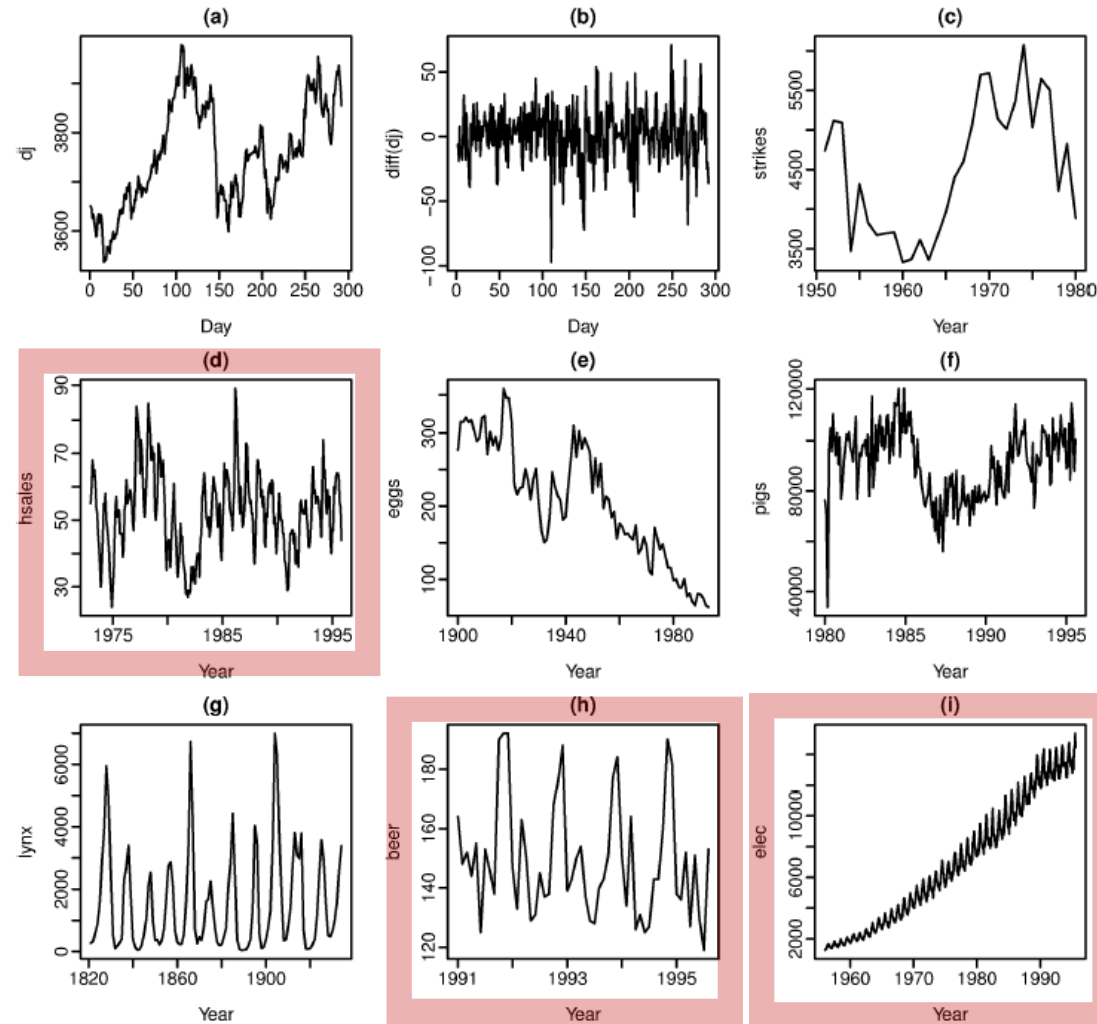 (a)
dj
3600 3800
0 50 100 150 200 250 300
Day
(b)
diff(dj)
−100 −50 0 50
0 50 100 150 200 250 300
Day
(c)
strikes
3500 4500 5500
1950 1960 1970 1980
Year
(d)
hsales
30 50 70 90
1975 1985 1995
Year
(e)
eggs
100 200 300
1900 1940 1980
Year
(f)
pigs
40000 80000 120000
1980 1985 1990 1995
Year
(g)
lynx
0 2000 4000 6000
1820 1860 1900
Year
(h)
beer
120 140 160 180
1991 1993 1995
Year
(i)
elec
2000 6000 10000
1960 1970 1980 1990
Year